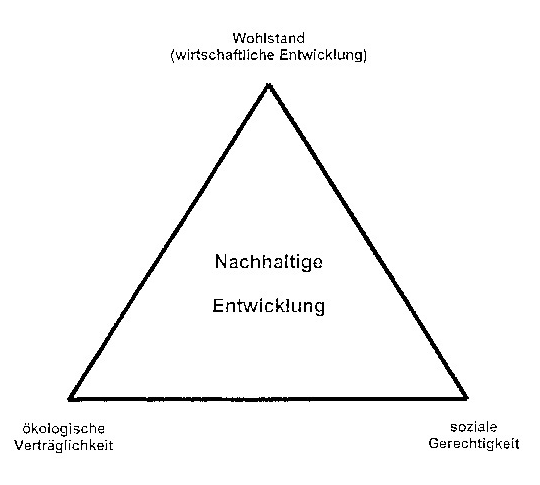 Wohlstand
(wirtschaftliche Entwicklung)
Nachhaltige
Entwicklung
ökologische
Verträglichkeit
soziale
Gerechtigkeit